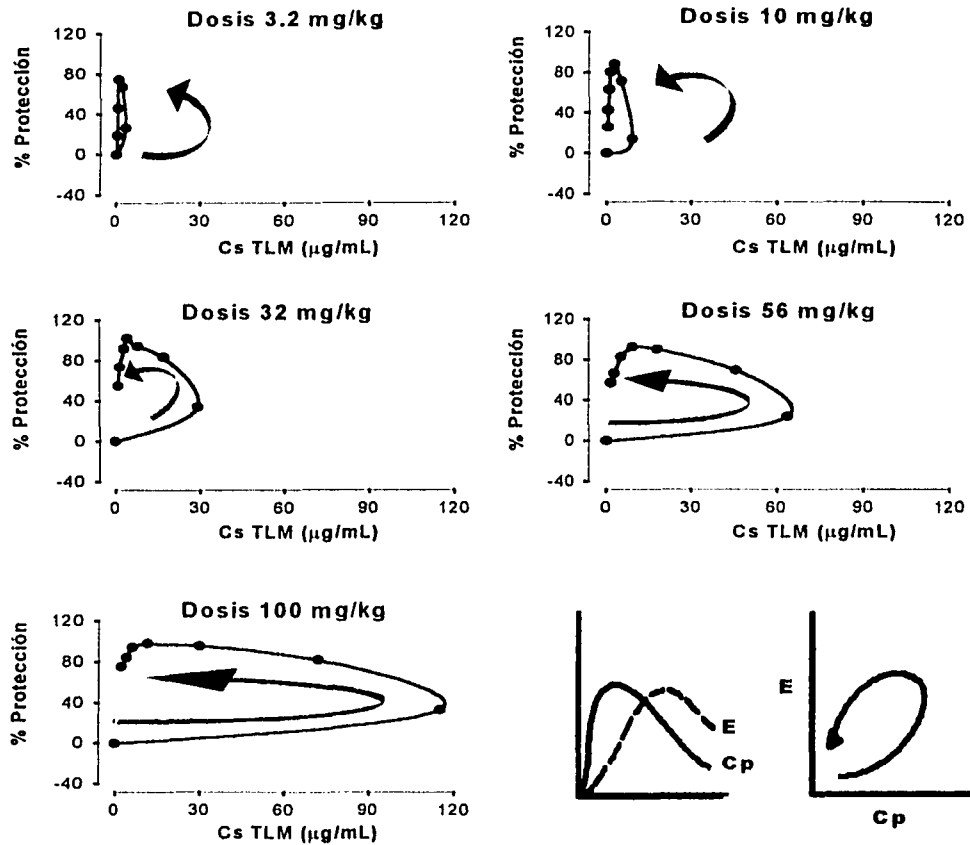 Dosis 3.2 mg/kg
120
80
40
0
-40
% Protección
0 30 60 90 120
Cs TLM (μg/mL)
Dosis 10 mg/kg
120
80
40
0
-40
% Protección
0 30 60 90 120
Cs TLM (μg/mL)
Dosis 32 mg/kg
120
80
40
0
-40
% Protección
0 30 60 90 120
Cs TLM (μg/mL)
Dosis 56 mg/kg
120
80
40
0
-40
% Protección
0 30 60 90 120
Cs TLM (μg/mL)
Dosis 100 mg/kg
120
80
40
0
-40
% Protección
0 30 60 90 120
Cs TLM (μg/mL)
E
Cp
E
Cp